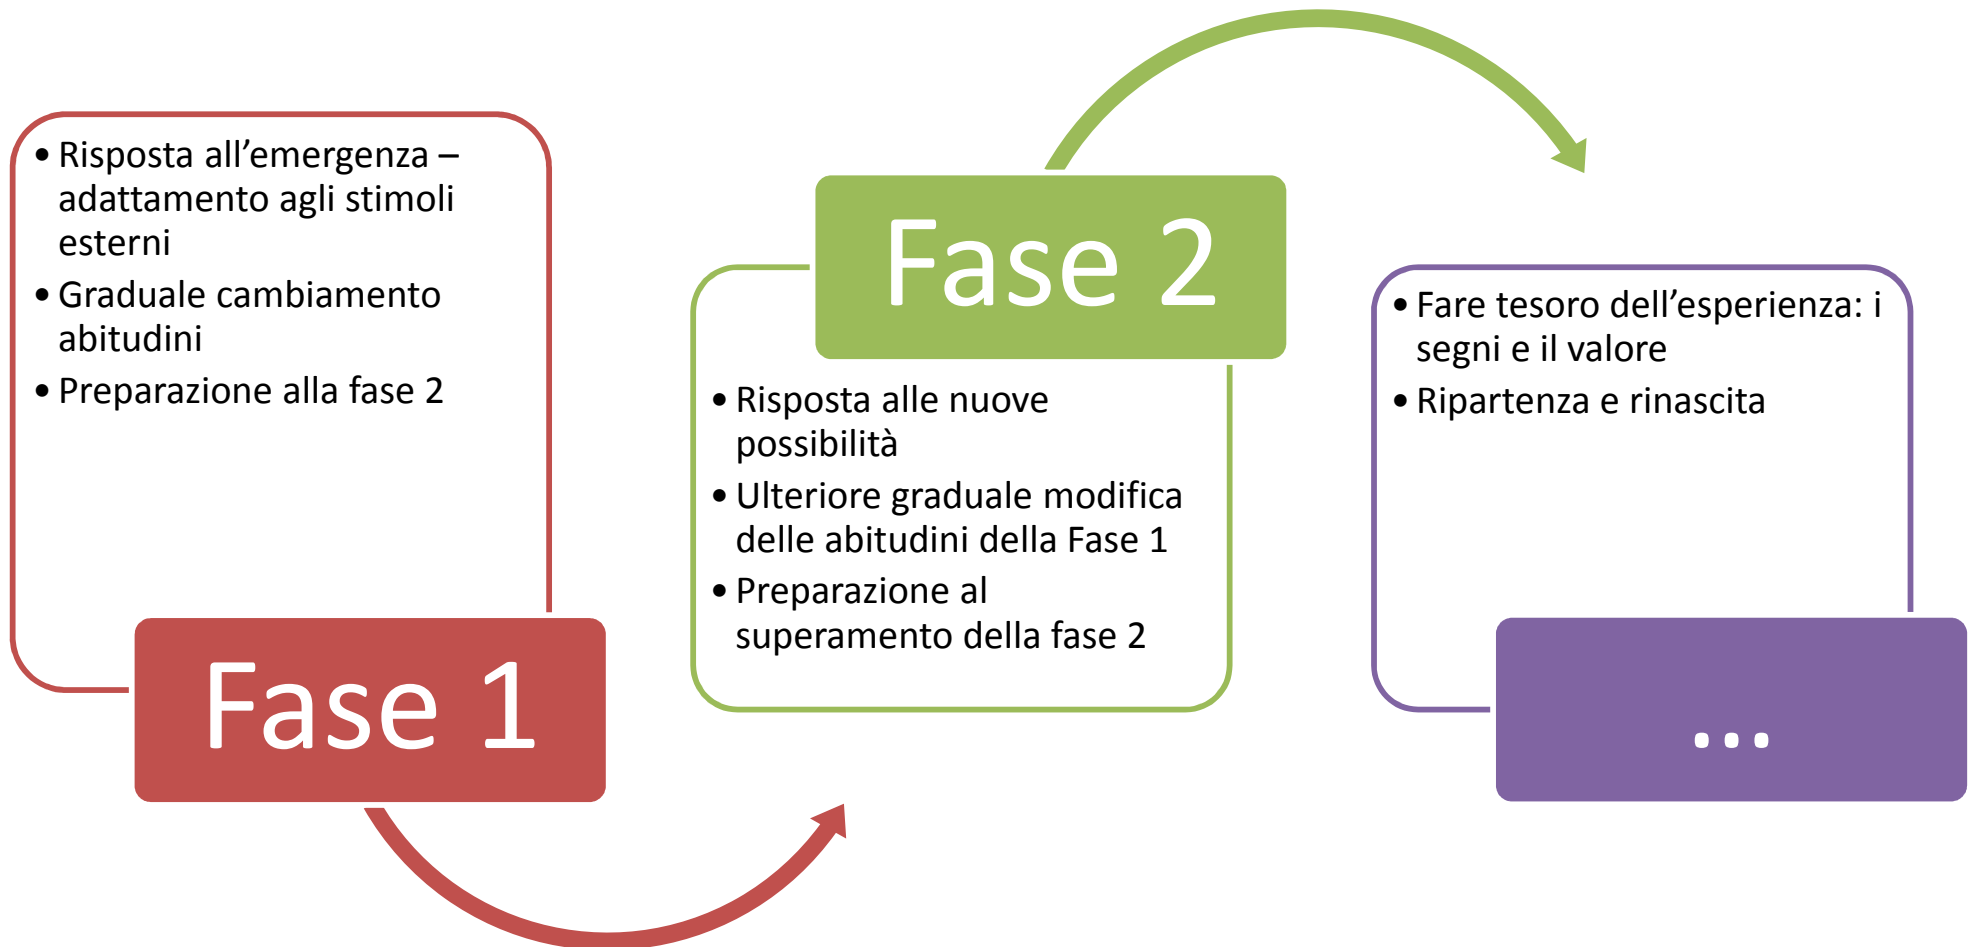 • Risposta all’emergenza –
adattamento agli stimoli
esterni
• Graduale cambiamento
abitudini
• Preparazione alla fase 2
Fase 1
Fase 2
• Risposta alle nuove
possibilità
• Ulteriore graduale modifica
delle abitudini della Fase 1
• Preparazione al
superamento della fase 2
• Fare tesoro dell’esperienza: i
segni e il valore
• Ripartenza e rinascita
...